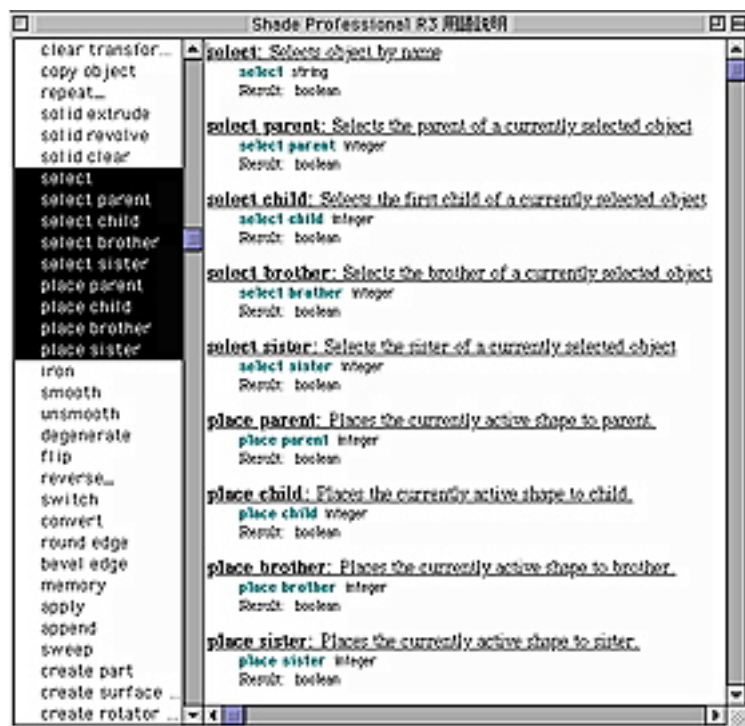 Shade Professional R3 用語説明
clear transfor...
copy object
repeat...
solid extrude
solid revolve
solid clear
select
select parent
select child
select brother
select sister
place parent
place child
place brother
place sister
iron
smooth
unsmooth
degenerate
flip
reverse...
switch
convert
round edge
bevel edge
memory
apply
append
sweep
create part
create surface ...
create rotator ...
select: Selects object by name
select string
Result: boolean
select parent: Selects the parent of a currently selected object
select parent integer
Result: boolean
select child: Selects the first child of a currently selected object
select child integer
Result: boolean
select brother: Selects the brother of a currently selected object
select brother integer
Result: boolean
select sister: Selects the sister of a currently selected object
select sister integer
Result: boolean
place parent: Places the currently active shape to parent.
place parent integer
Result: boolean
place child: Places the currently active shape to child.
place child integer
Result: boolean
place brother: Places the currently active shape to brother.
place brother integer
Result: boolean
place sister: Places the currently active shape to sister.
place sister integer
Result: boolean